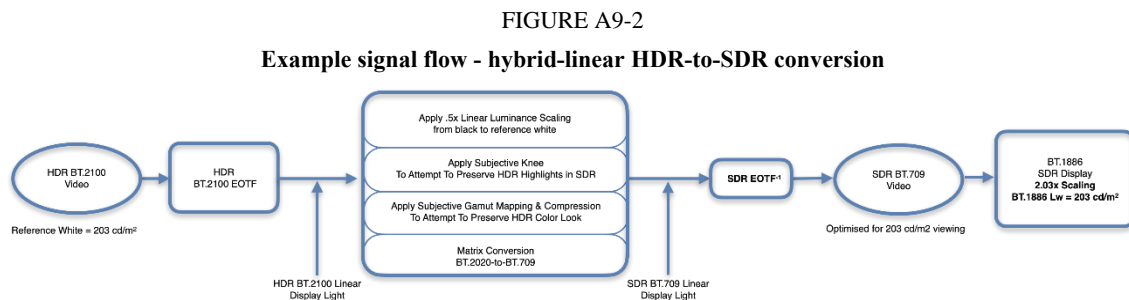 FIGURE A9-2
Example signal flow - hybrid-linear HDR-to-SDR conversion
HDR BT.2100
Video
Reference White = 203 cd/m²
HDR
BT.2100 EOTF
HDR BT.2100 Linear
Display Light
Apply .5x Linear Luminance Scaling
from black to reference white
Apply Subjective Knee
To Attempt To Preserve HDR Highlights in SDR
Apply Subjective Gamut Mapping & Compression
To Attempt To Preserve HDR Color Look
Matrix Conversion
BT.2020-to-BT.709
SDR BT.709 Linear
Display Light
SDR EOTF⁻¹
SDR BT.709
Video
Optimised for 203 cd/m2 viewing
BT.1886
SDR Display
2.03x Scaling
BT.1886 Lw = 203 cd/m²